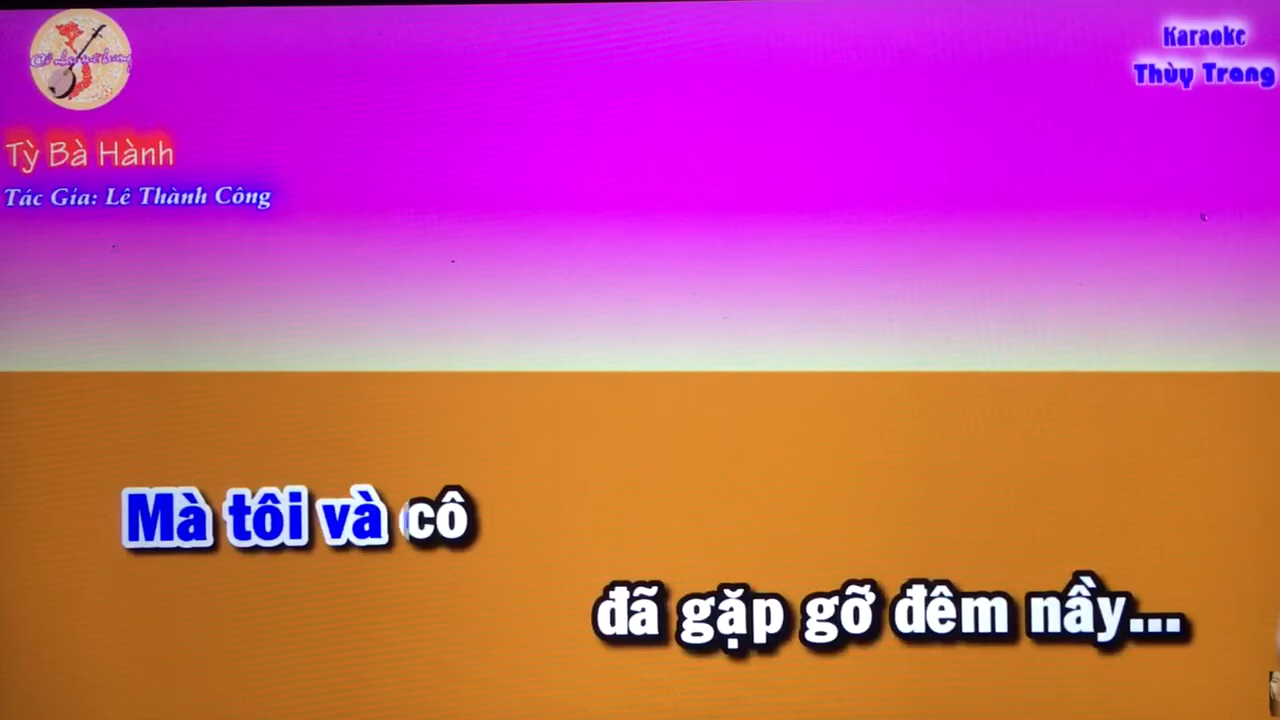 Karaoke
Thùy Trang
Tỳ Bà Hành
Tác Gía: Lê Thành Công
Mà tôi và cô
đã gặp gỡ đêm nầy...